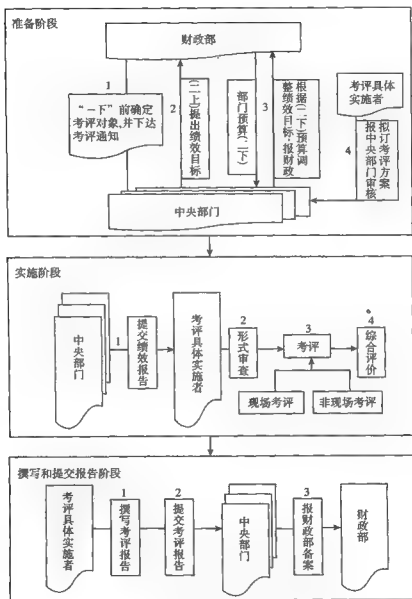 准备阶段
财政部
1
“一下”前确定
考评对象,并下达
考评通知
2
(二上)提出绩效目标
部门预算(二下)
3
根据(二下)预算调
整绩效目标·报财政
考评具体
实施者
4
拟订考评方案
报中央部门审核
中央部门
实施阶段
中央部门
1
提交绩效报告
考评具体实施者
2
形式审查
3
考评
4
综合评价
现场考评
非现场考评
撰写和提交报告阶段
考评具体实施者
1
撰写考评报告
2
提交考评报告
中央部门
3
报财政部备案
财政部